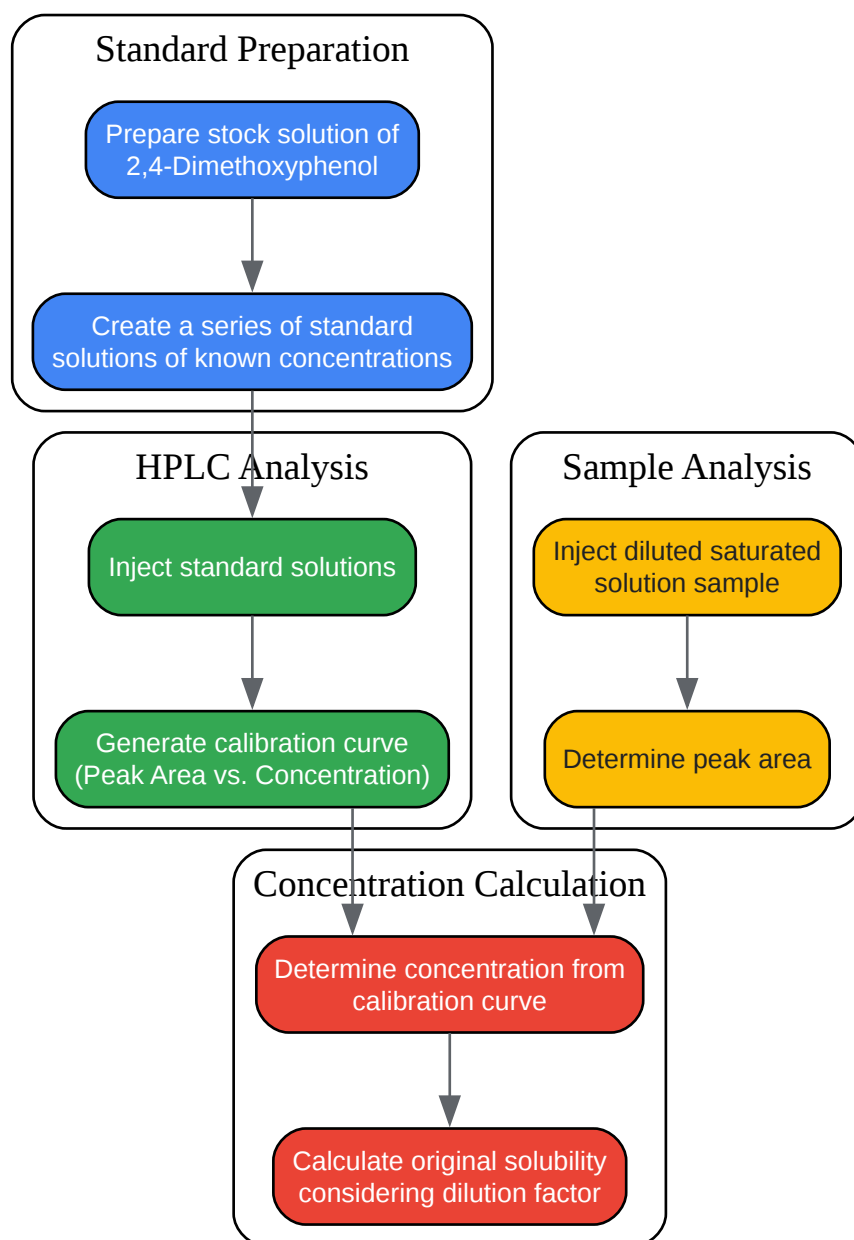 Standard Preparation
Prepare stock solution of
2,4-Dimethoxyphenol
Create a series of standard
solutions of known concentrations
HPLC Analysis
Inject standard solutions
Generate calibration curve
(Peak Area vs. Concentration)
Sample Analysis
Inject diluted saturated
solution sample
Determine peak area
Concentration Calculation
Determine concentration from
calibration curve
Calculate original solubility
considering dilution factor